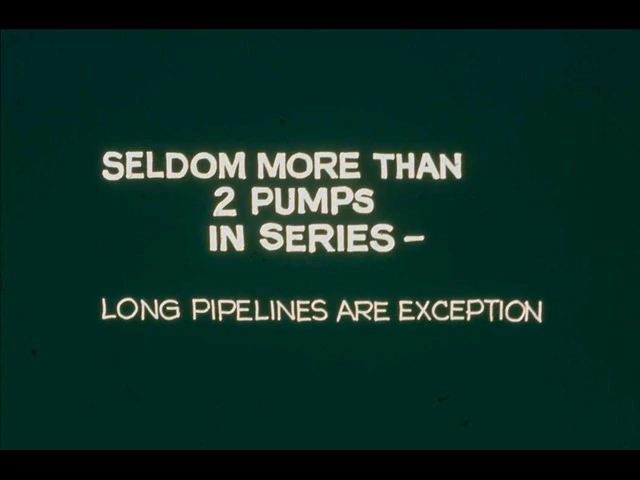 SELDOM MORE THAN
2 PUMPS
IN SERIES –
LONG PIPELINES ARE EXCEPTION